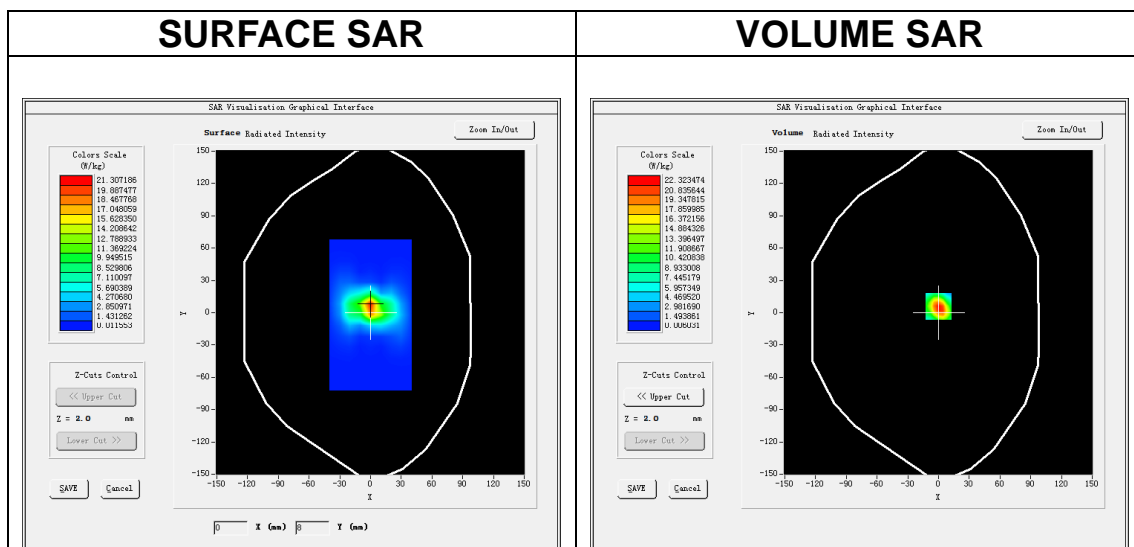 SURFACE SAR
SAR Visualisation Graphical Interface
Surface Radiated Intensity
Zoom In/Out
Colors Scale
(W/kg)
21.307186
19.887477
18.467768
17.048059
15.628350
14.208642
12.788933
11.369224
9.949515
8.529806
7.110097
5.690389
4.270680
2.850971
1.431262
0.011553
Z-Cuts Control
<< Upper Cut
Z = 2.0 mm
Lower Cut >>
SAVE Cancel
150
120
90
60
30
0
-30
-60
-90
-120
-150
Y
-150 -120 -90 -60 -30 0 30 60 90 120 150
X
0 X (mm) 8 Y (mm)
VOLUME SAR
SAR Visualisation Graphical Interface
Volume Radiated Intensity
Zoom In/Out
Colors Scale
(W/kg)
22.323474
20.835644
19.347815
17.859985
16.372156
14.884326
13.396497
11.908667
10.420838
8.933008
7.445179
5.957349
4.469520
2.981690
1.493861
0.006031
Z-Cuts Control
<< Upper Cut
Z = 2.0 mm
Lower Cut >>
SAVE Cancel
150
120
90
60
30
0
-30
-60
-90
-120
-150
Y
-150 -120 -90 -60 -30 0 30 60 90 120 150
X